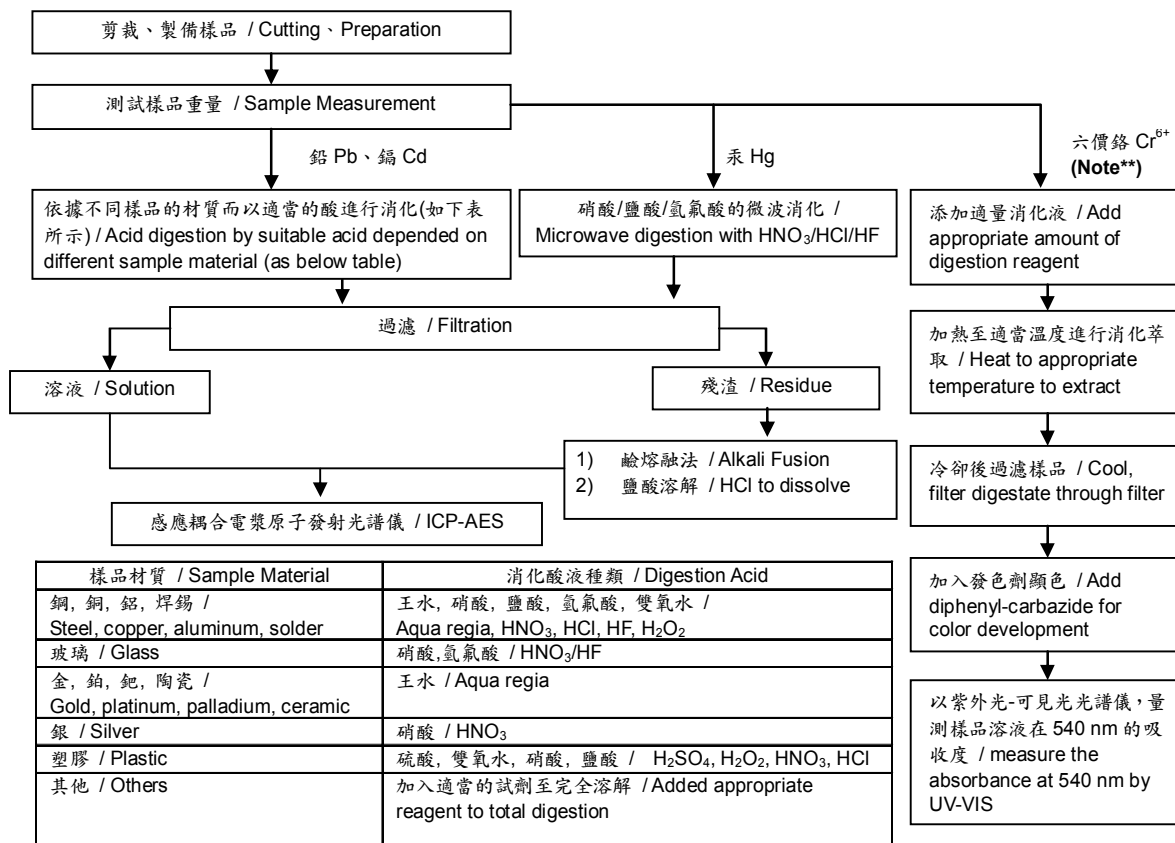 剪裁、製備樣品 / Cutting、Preparation
測試樣品重量 / Sample Measurement
鉛 Pb、鎘 Cd
汞 Hg
六價鉻 Cr⁶⁺
(Note**)
依據不同樣品的材質而以適當的酸進行消化(如下表
所示) / Acid digestion by suitable acid depended on
different sample material (as below table)
硝酸/鹽酸/氫氟酸的微波消化 /
Microwave digestion with HNO₃/HCl/HF
添加適量消化液 / Add
appropriate amount of
digestion reagent
過濾 / Filtration
加熱至適當溫度進行消化萃
取 / Heat to appropriate
temperature to extract
溶液 / Solution
殘渣 / Residue
1) 鹼熔融法 / Alkali Fusion
2) 鹽酸溶解 / HCl to dissolve
冷卻後過濾樣品 / Cool,
filter digestate through filter
感應耦合電漿原子發射光譜儀 / ICP-AES
加入發色劑顯色 / Add
diphenyl-carbazide for
color development
以紫外光-可見光光譜儀，量
測樣品溶液在 540 nm 的吸
收度 / measure the
absorbance at 540 nm by
UV-VIS
樣品材質 / Sample Material
消化酸液種類 / Digestion Acid
鋼, 銅, 鋁, 焊錫 /
Steel, copper, aluminum, solder
王水, 硝酸, 鹽酸, 氫氟酸, 雙氧水 /
Aqua regia, HNO₃, HCl, HF, H₂O₂
玻璃 / Glass
硝酸,氫氟酸 / HNO₃/HF
金, 鉑, 鈀, 陶瓷 /
Gold, platinum, palladium, ceramic
王水 / Aqua regia
銀 / Silver
硝酸 / HNO₃
塑膠 / Plastic
硫酸, 雙氧水, 硝酸, 鹽酸 / H₂SO₄, H₂O₂, HNO₃, HCl
其他 / Others
加入適當的試劑至完全溶解 / Added appropriate
reagent to total digestion